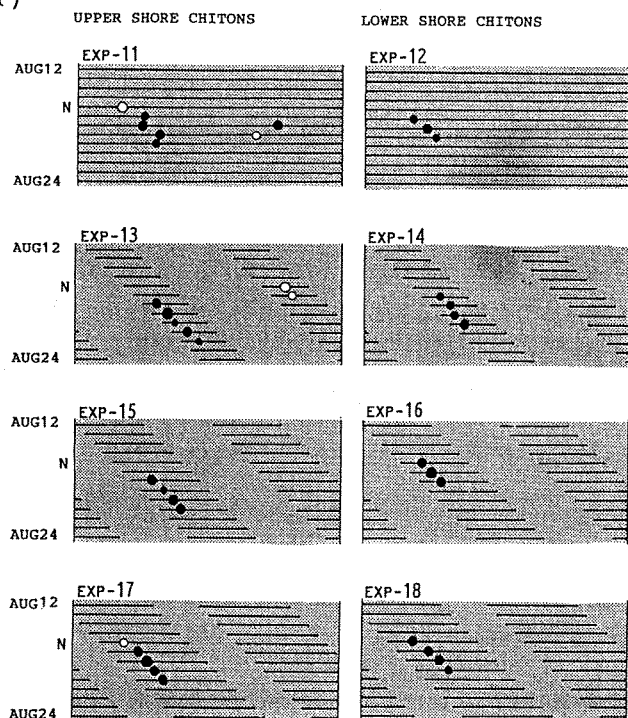 UPPER SHORE CHITONS
LOWER SHORE CHITONS
EXP-11
EXP-12
AUG12
N
AUG24
EXP-13
EXP-14
AUG12
N
AUG24
EXP-15
EXP-16
AUG12
N
AUG24
EXP-17
EXP-18
AUG12
N
AUG24